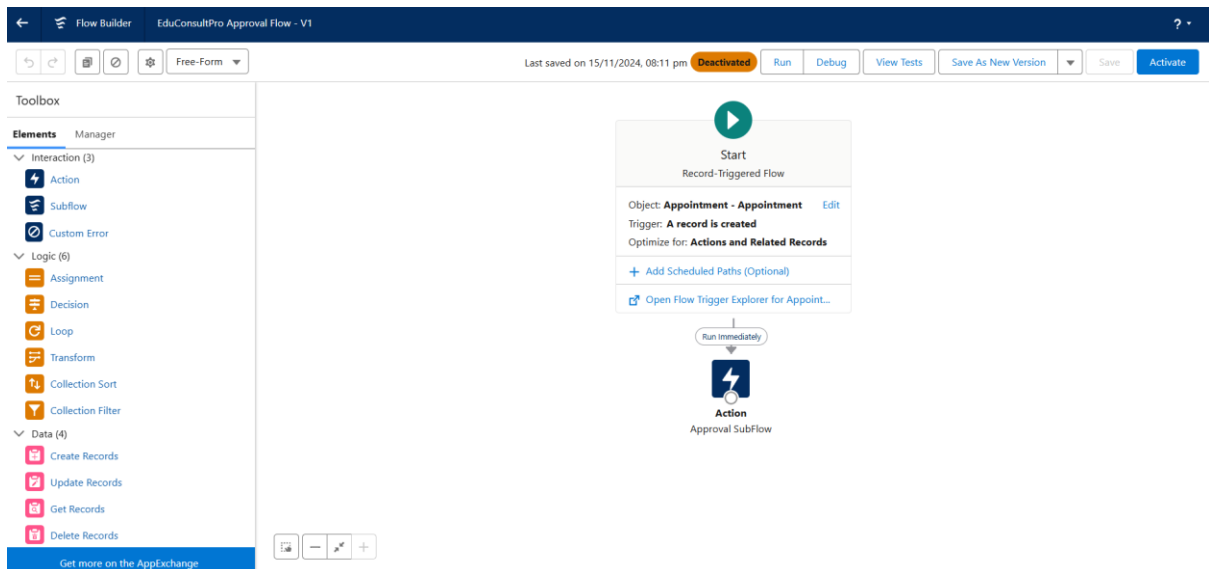 Flow Builder EduConsultPro Approval Flow - V1 ?
Free-Form Last saved on 15/11/2024, 08:11 pm Deactivated Run Debug View Tests Save As New Version Save Activate
Toolbox
Elements Manager
Interaction (3)
Action
Subflow
Custom Error
Logic (6)
Assignment
Decision
Loop
Transform
Collection Sort
Collection Filter
Data (4)
Create Records
Update Records
Get Records
Delete Records
Get more on the AppExchange
Start
Record-Triggered Flow
Object: Appointment - Appointment Edit
Trigger: A record is created
Optimize for: Actions and Related Records
+ Add Scheduled Paths (Optional)
Open Flow Trigger Explorer for Appoint...
Run Immediately
Action
Approval SubFlow